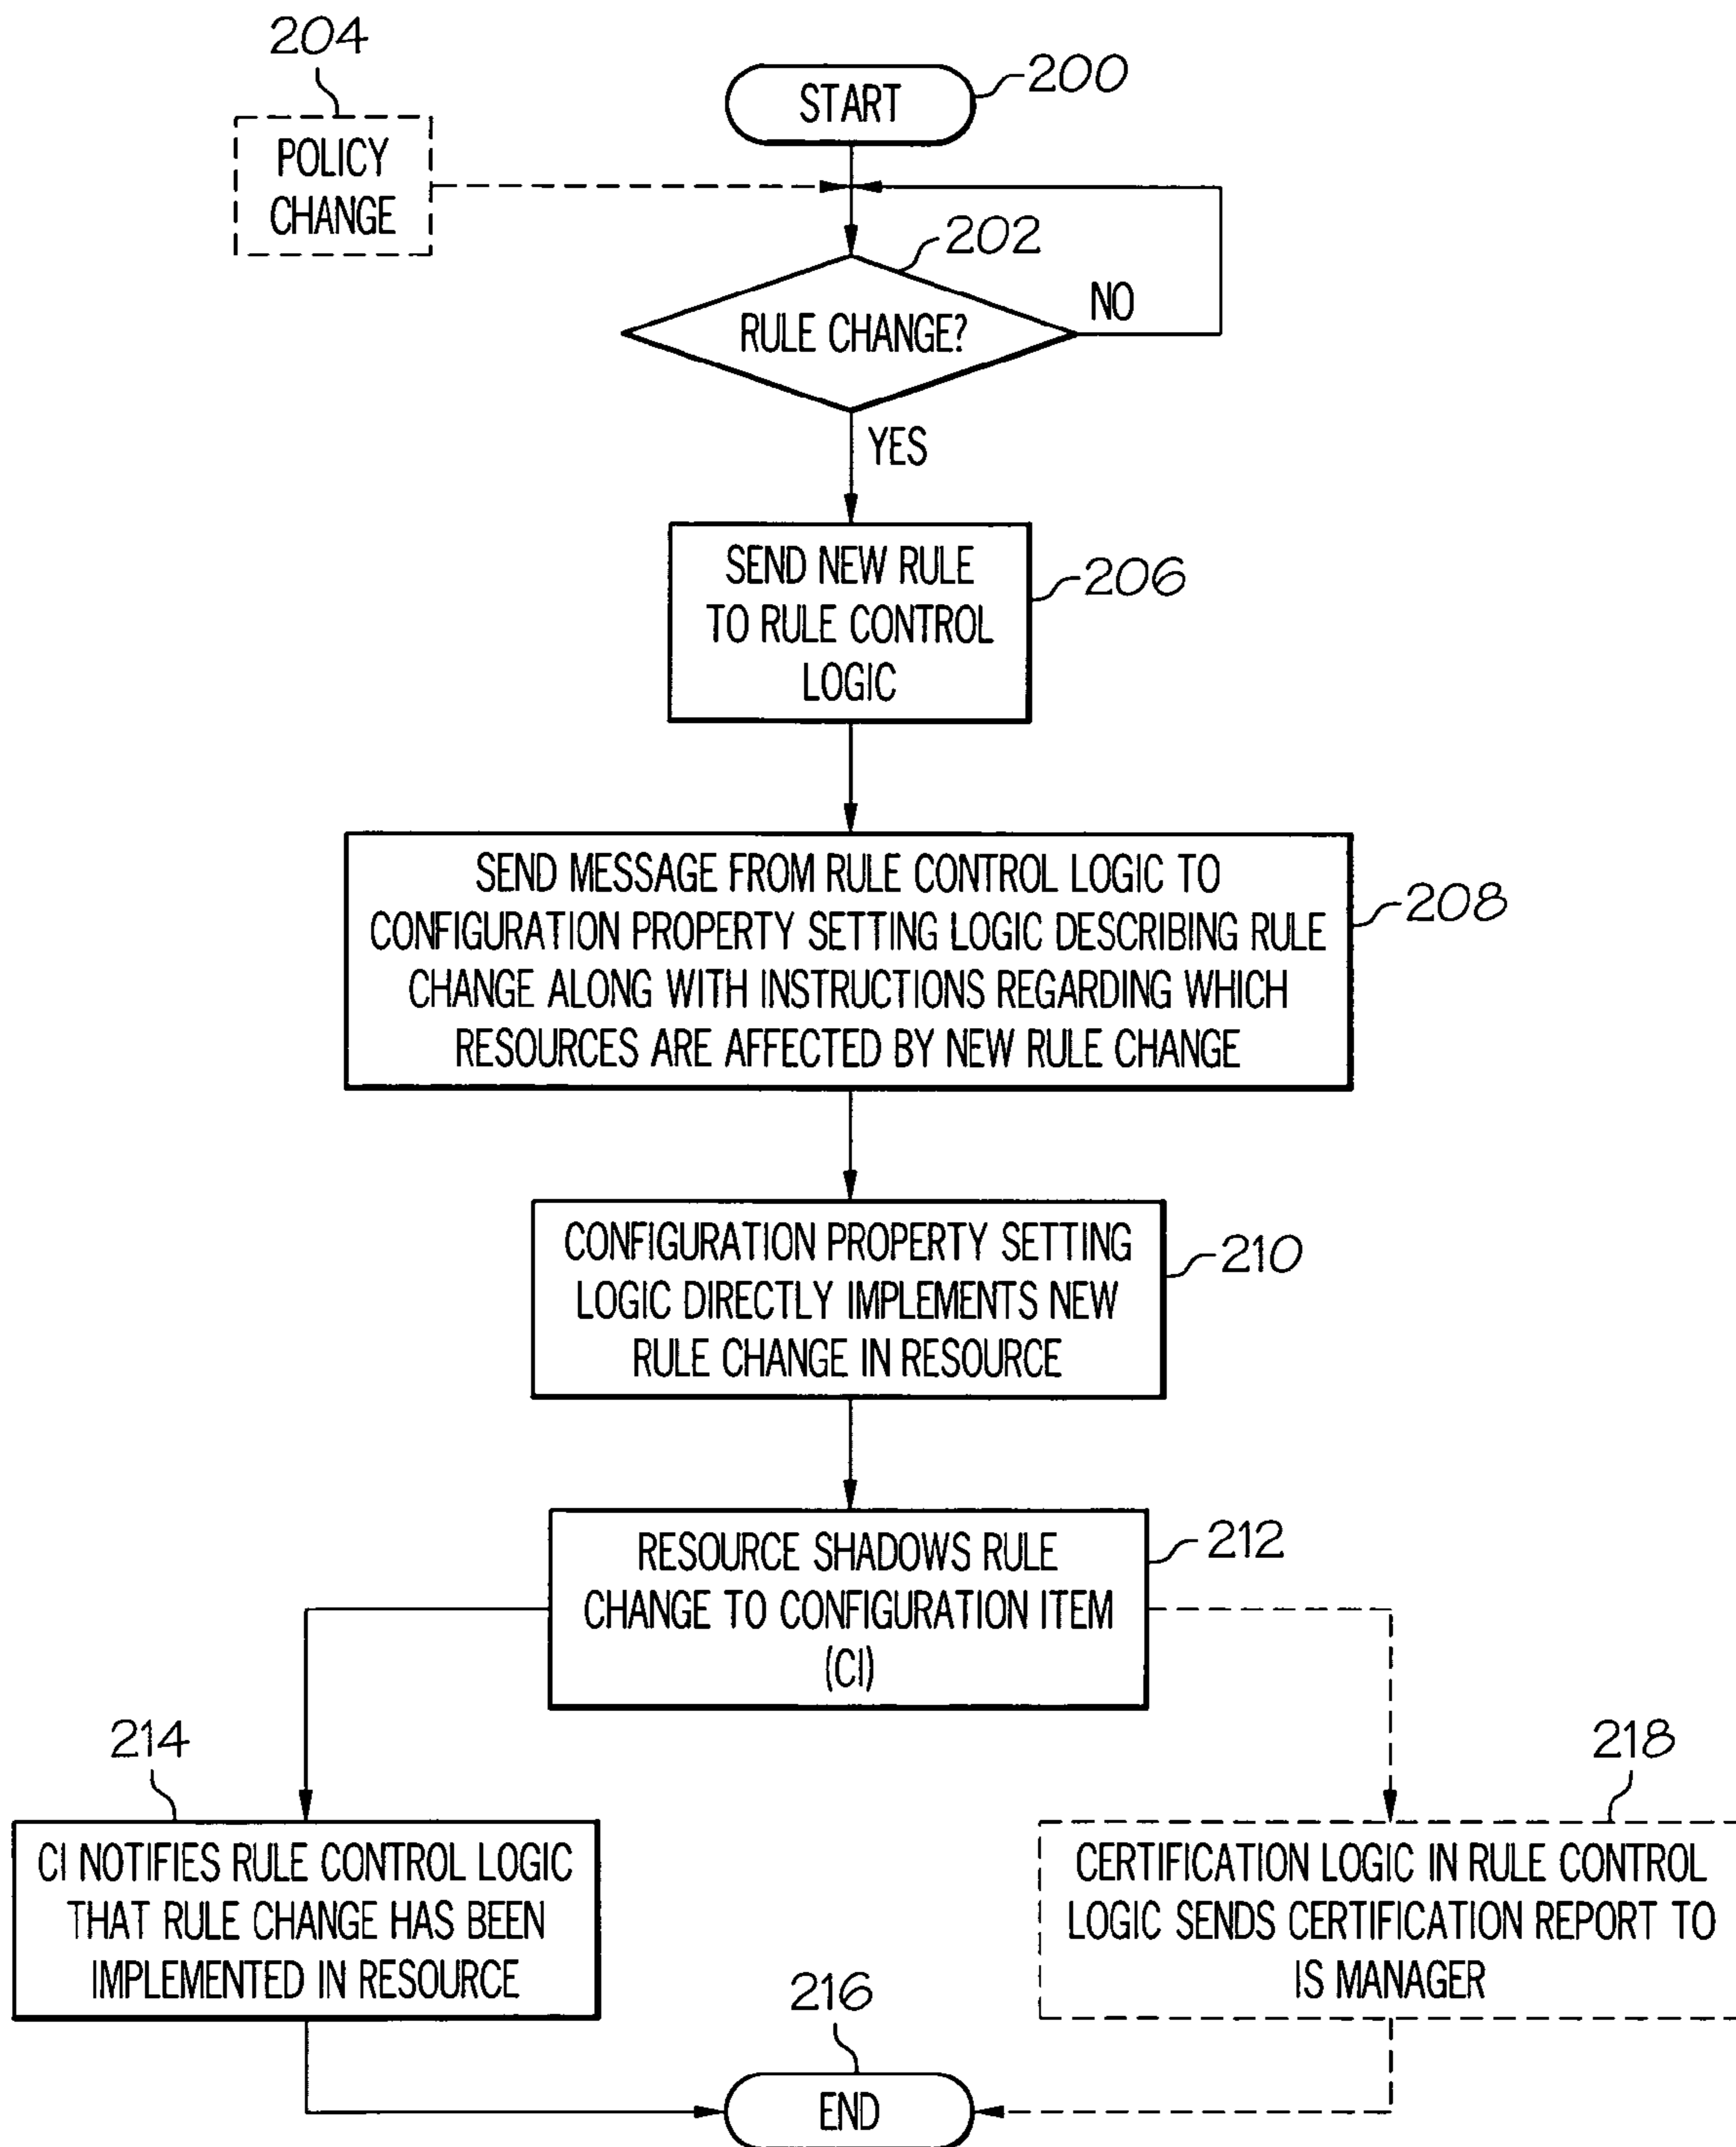 204
200
START
POLICY
CHANGE
202
RULE CHANGE?
NO
YES
SEND NEW RULE
TO RULE CONTROL
LOGIC
206
SEND MESSAGE FROM RULE CONTROL LOGIC TO
CONFIGURATION PROPERTY SETTING LOGIC DESCRIBING RULE
CHANGE ALONG WITH INSTRUCTIONS REGARDING WHICH
RESOURCES ARE AFFECTED BY NEW RULE CHANGE
208
CONFIGURATION PROPERTY SETTING
LOGIC DIRECTLY IMPLEMENTS NEW
RULE CHANGE IN RESOURCE
210
RESOURCE SHADOWS RULE
CHANGE TO CONFIGURATION ITEM
(CI)
212
214
CI NOTIFIES RULE CONTROL LOGIC
THAT RULE CHANGE HAS BEEN
IMPLEMENTED IN RESOURCE
218
CERTIFICATION LOGIC IN RULE CONTROL
LOGIC SENDS CERTIFICATION REPORT TO
IS MANAGER
216
END